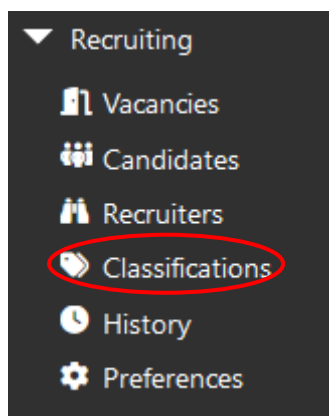 Recruiting
Vacancies
Candidates
Recruiters
Classifications
History
Preferences